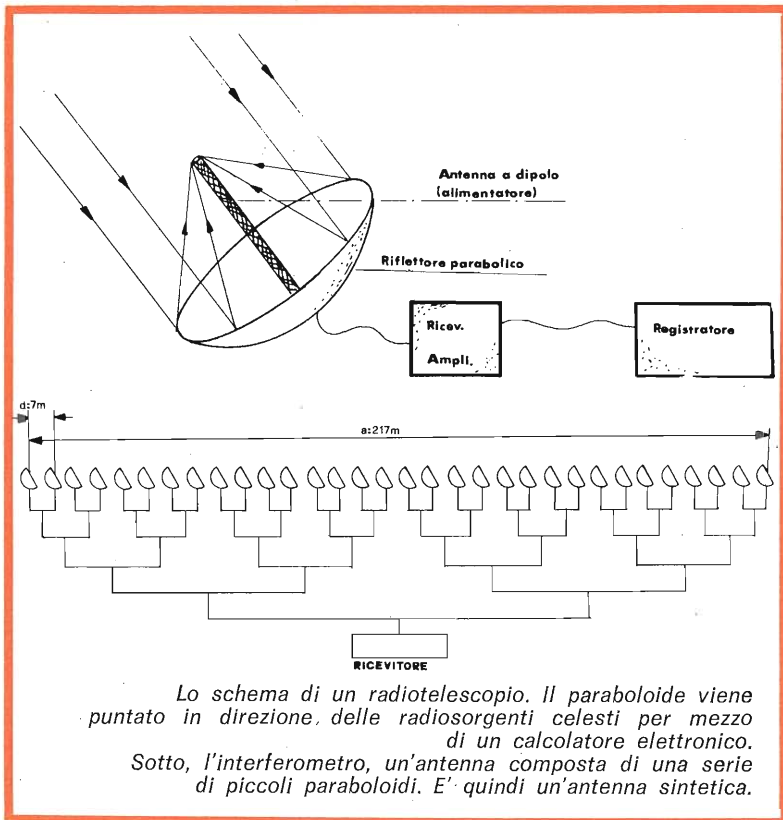 Antenna a dipolo
(alimentatore)
Riflettore parabolico
Ricev.
Ampli.
Registratore
d:7m
a:217m
RICEVITORE
Lo schema di un radiotelescopio. Il paraboloide viene
puntato in direzione delle radiosorgenti celesti per mezzo
di un calcolatore elettronico.
Sotto, l'interferometro, un'antenna composta di una serie
di piccoli paraboloidi. E' quindi un'antenna sintetica.